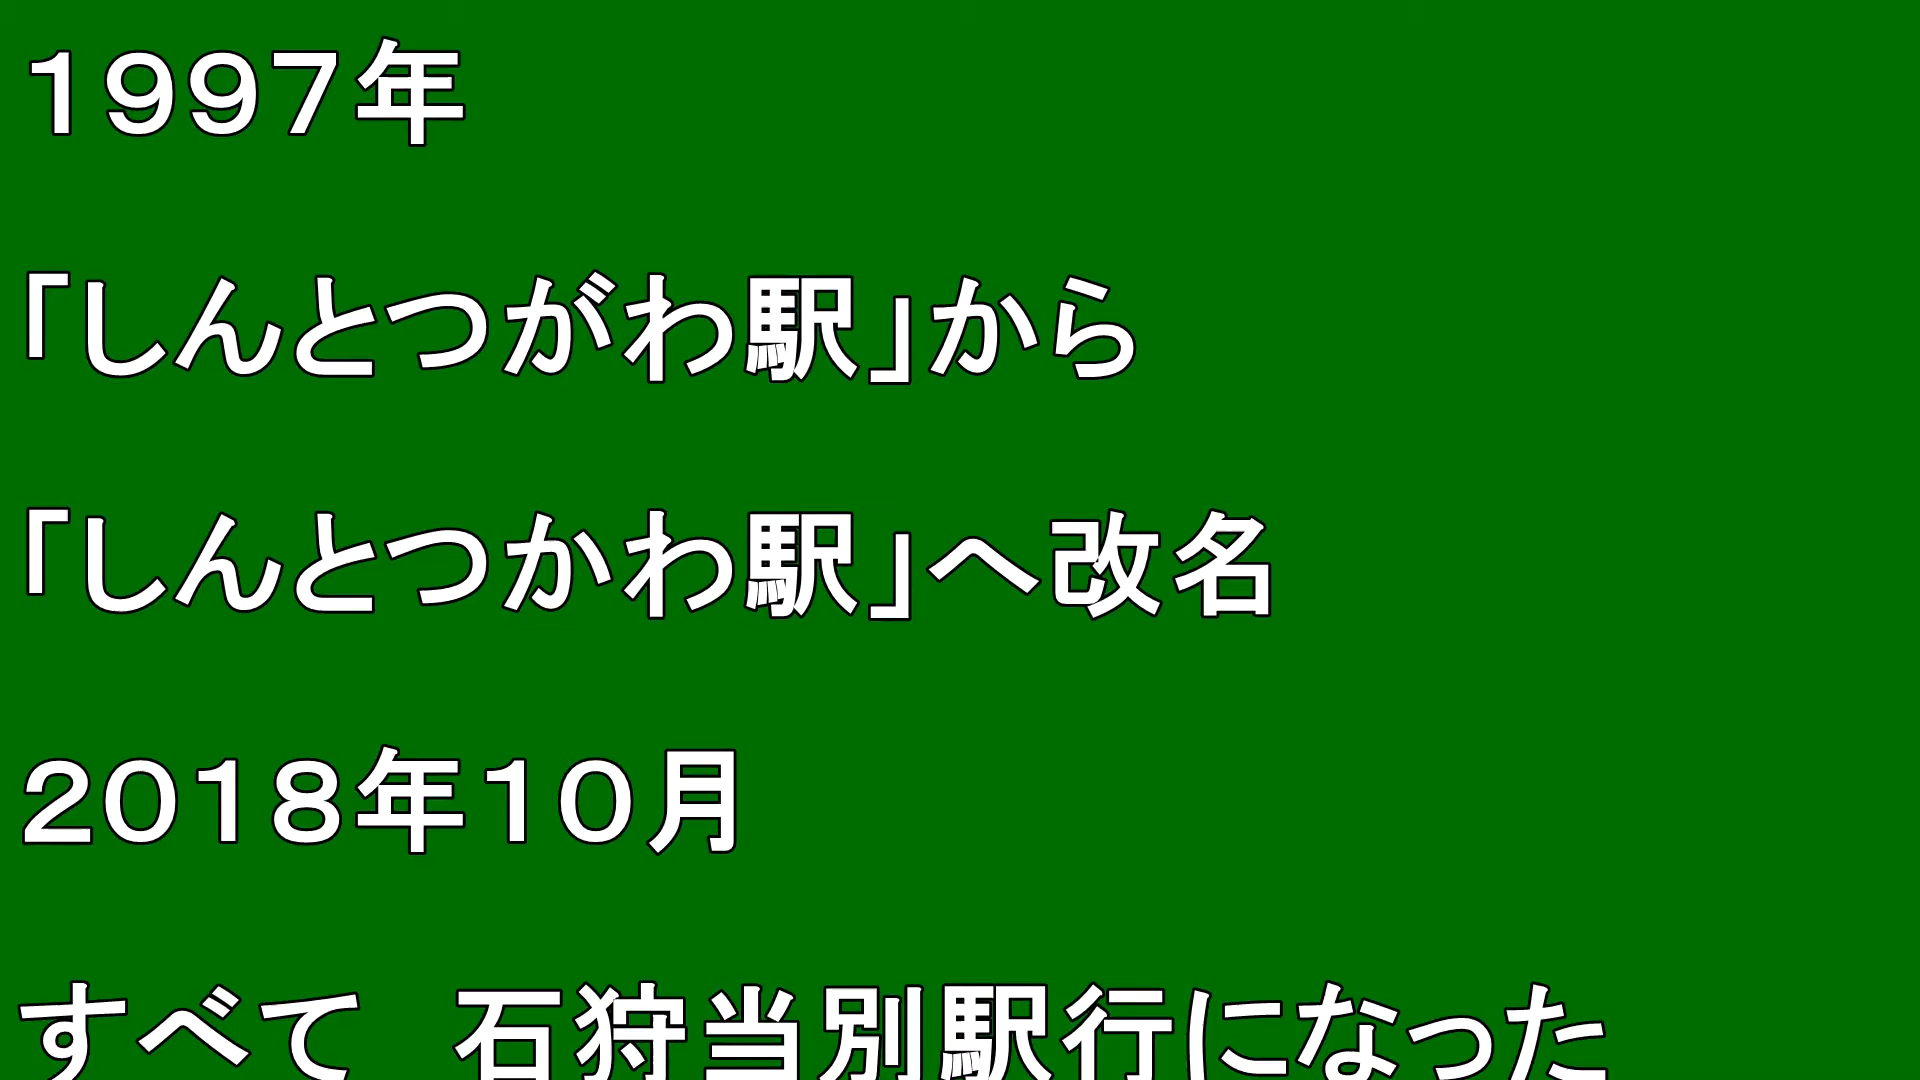 １９９７年
「しんとつがわ駅」から
「しんとつかわ駅」へ改名
２０１８年１０月
すべて　石狩当別駅行になった